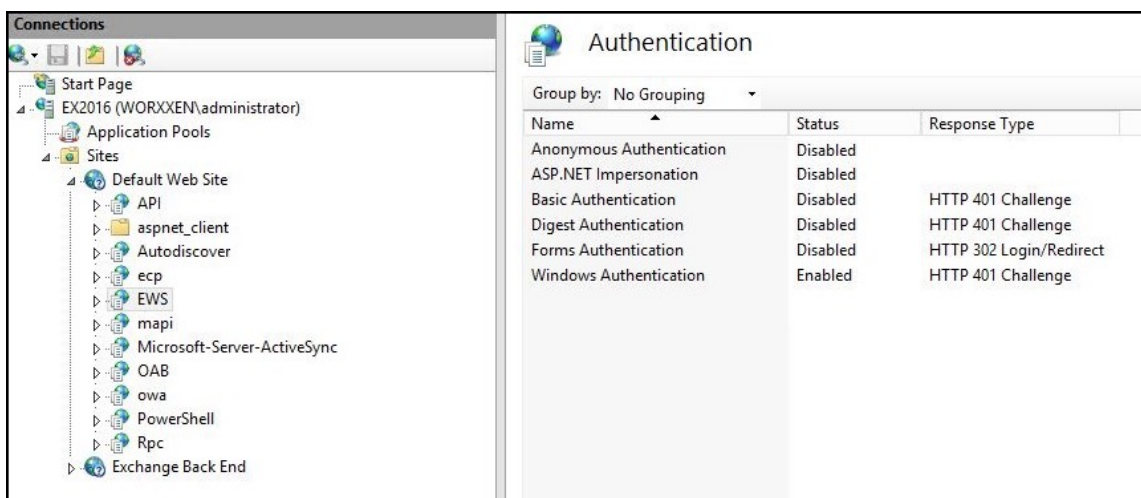 Connections
Start Page
EX2016 (WORXXEN\administrator)
Application Pools
Sites
Default Web Site
API
aspnet_client
Autodiscover
ecp
EWS
mapi
Microsoft-Server-ActiveSync
OAB
owa
PowerShell
Rpc
Exchange Back End
Authentication
Group by: No Grouping
Name Status Response Type
Anonymous Authentication Disabled
ASP.NET Impersonation Disabled
Basic Authentication Disabled HTTP 401 Challenge
Digest Authentication Disabled HTTP 401 Challenge
Forms Authentication Disabled HTTP 302 Login/Redirect
Windows Authentication Enabled HTTP 401 Challenge